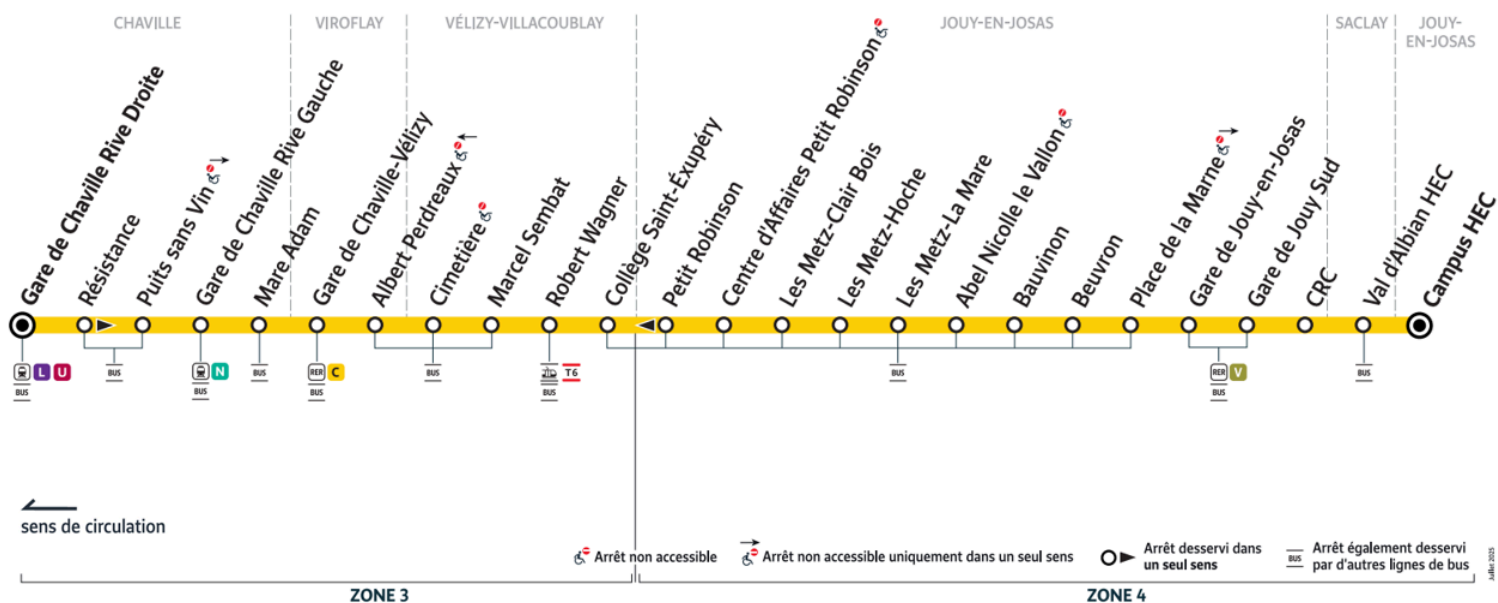 CHAVILLE
VIROFLAY
VÉLIZY-VILLACOUBLAY
JOUY-EN-JOSAS
SACLAY
JOUY-
EN-JOSAS
Gare de Chaville Rive Droite
Résistance
Puits sans Vin
Gare de Chaville Rive Gauche
Mare Adam
Gare de Chaville-Vélizy
Albert Perdreaux
Cimetière
Marcel Sembat
Robert Wagner
Collège Saint-Éxupéry
Petit Robinson
Centre d'Affaires Petit Robinson
Les Metz-Clair Bois
Les Metz-Hoche
Les Metz-La Mare
Abel Nicolle le Vallon
Bauvinon
Beuvron
Place de la Marne
Gare de Jouy-en-Josas
Gare de Jouy Sud
CRC
Val d'Albian HEC
Campus HEC
L U
BUS
BUS
N
BUS
BUS
RER C
BUS
BUS
T6
BUS
BUS
RER V
BUS
BUS
sens de circulation
Arrêt non accessible
Arrêt non accessible uniquement dans un seul sens
Arrêt desservi dans
un seul sens
BUS
Arrêt également desservi
par d'autres lignes de bus
Juillet 2025
ZONE 3
ZONE 4